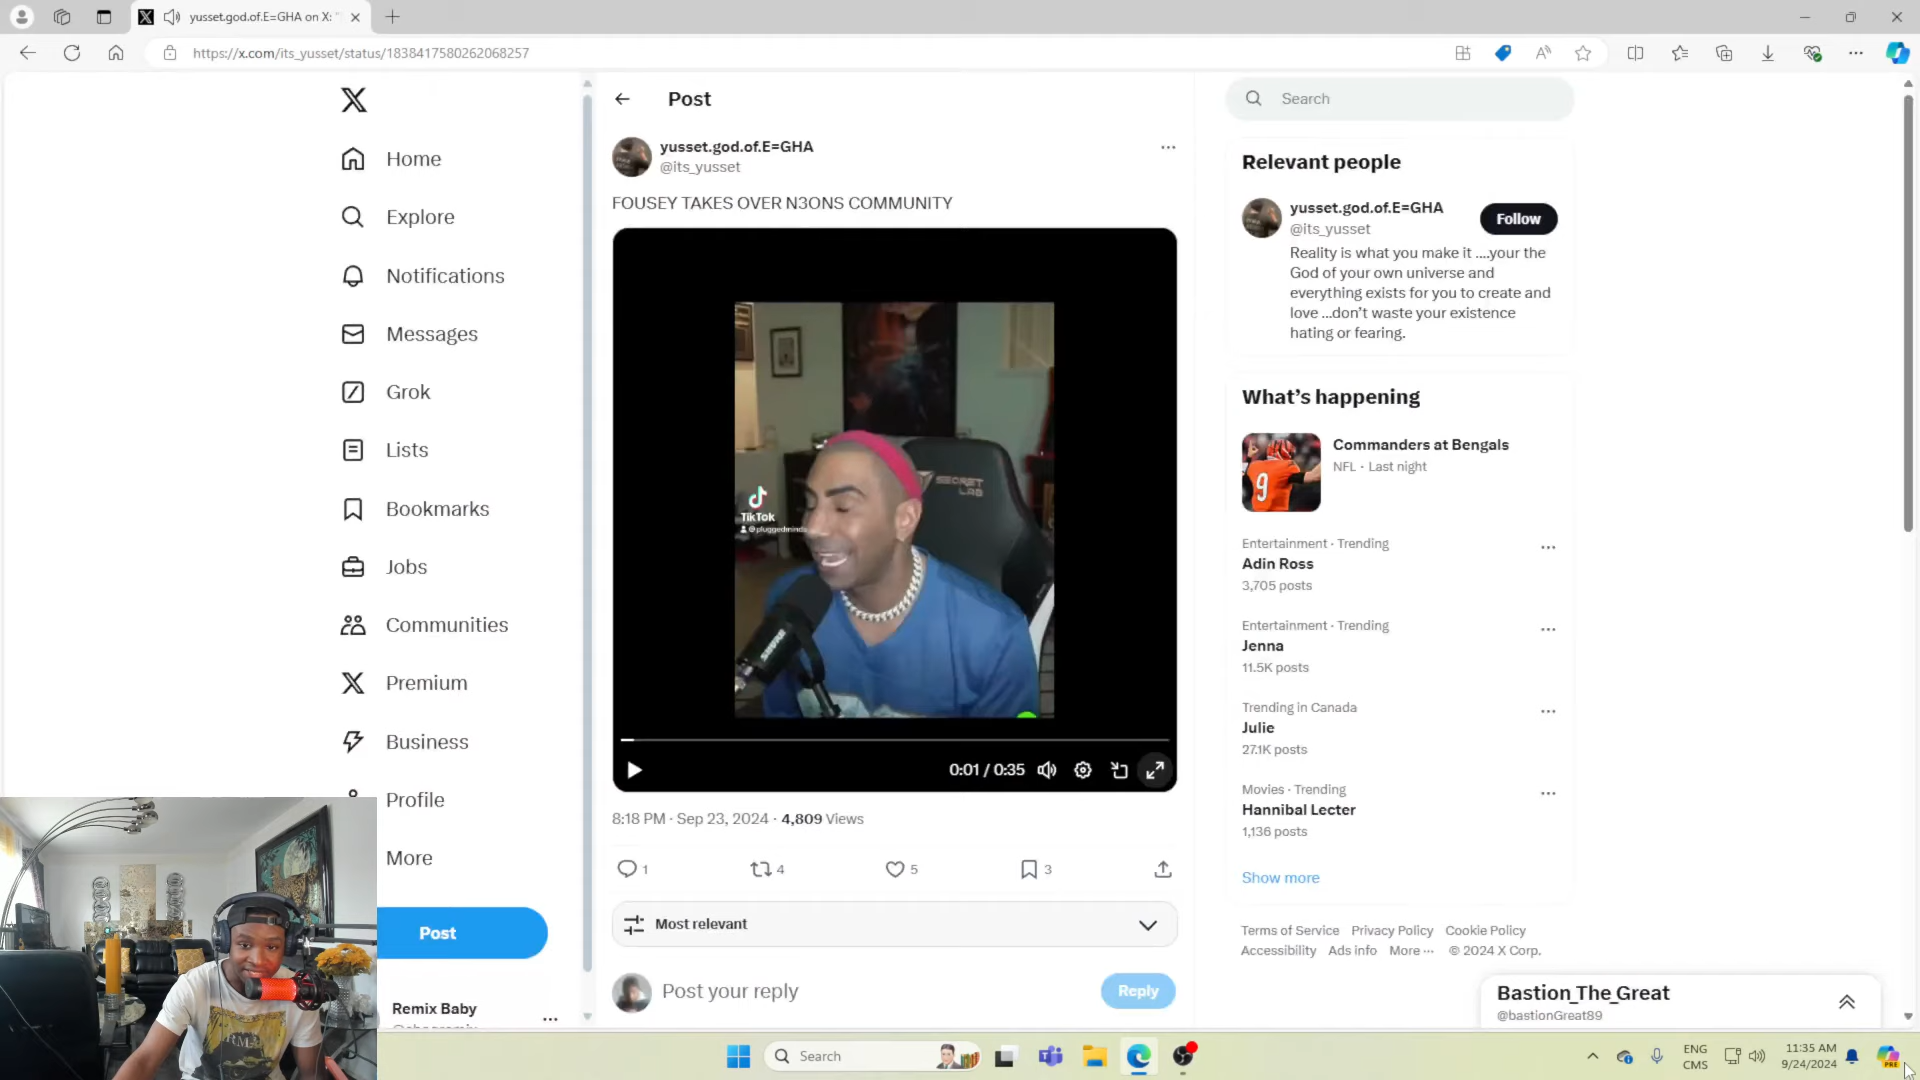 yusset.god.of.E=GHA on X: "
https://x.com/its_yusset/status/1838417580262068257
Home
Explore
Notifications
Messages
Grok
Lists
Bookmarks
Jobs
Communities
Premium
Business
Profile
More
Post
Remix Baby
Post
yusset.god.of.E=GHA
@its_yusset
FOUSEY TAKES OVER N3ONS COMMUNITY
SECRET
LAB
TikTok
@pluggedminds
SHURE
0:01 / 0:35
8:18 PM · Sep 23, 2024 · 4,809 Views
1
4
5
3
Most relevant
Post your reply
Reply
Search
Relevant people
yusset.god.of.E=GHA
@its_yusset
Follow
Reality is what you make it ....your the
God of your own universe and
everything exists for you to create and
love ...don't waste your existence
hating or fearing.
What's happening
9
Commanders at Bengals
NFL · Last night
Entertainment · Trending
Adin Ross
3,705 posts
Entertainment · Trending
Jenna
11.5K posts
Trending in Canada
Julie
27.1K posts
Movies · Trending
Hannibal Lecter
1,136 posts
Show more
Terms of Service Privacy Policy Cookie Policy
Accessibility Ads info More ··· © 2024 X Corp.
Bastion_The_Great
@bastionGreat89
Search
ENG
CMS
11:35 AM
9/24/2024
PRE